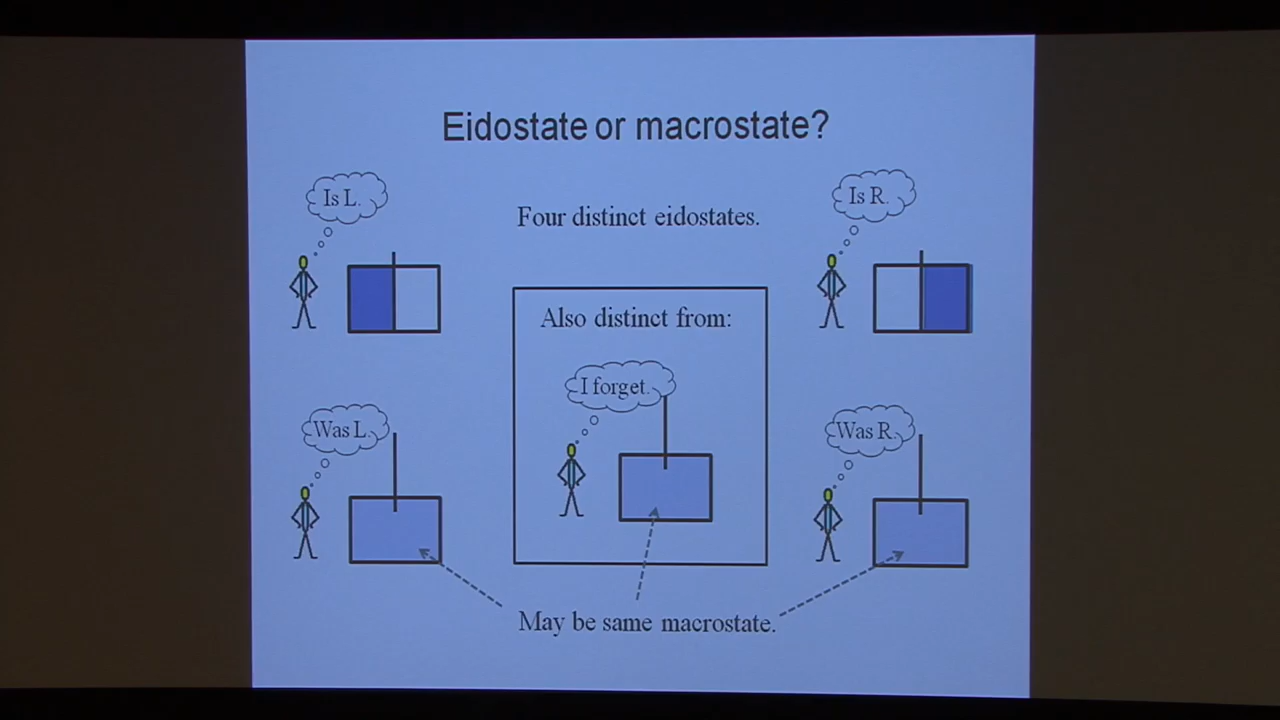 Eidostate or macrostate?
Is L.
Four distinct eidostates.
Is R.
Also distinct from:
I forget.
Was L.
Was R.
May be same macrostate.